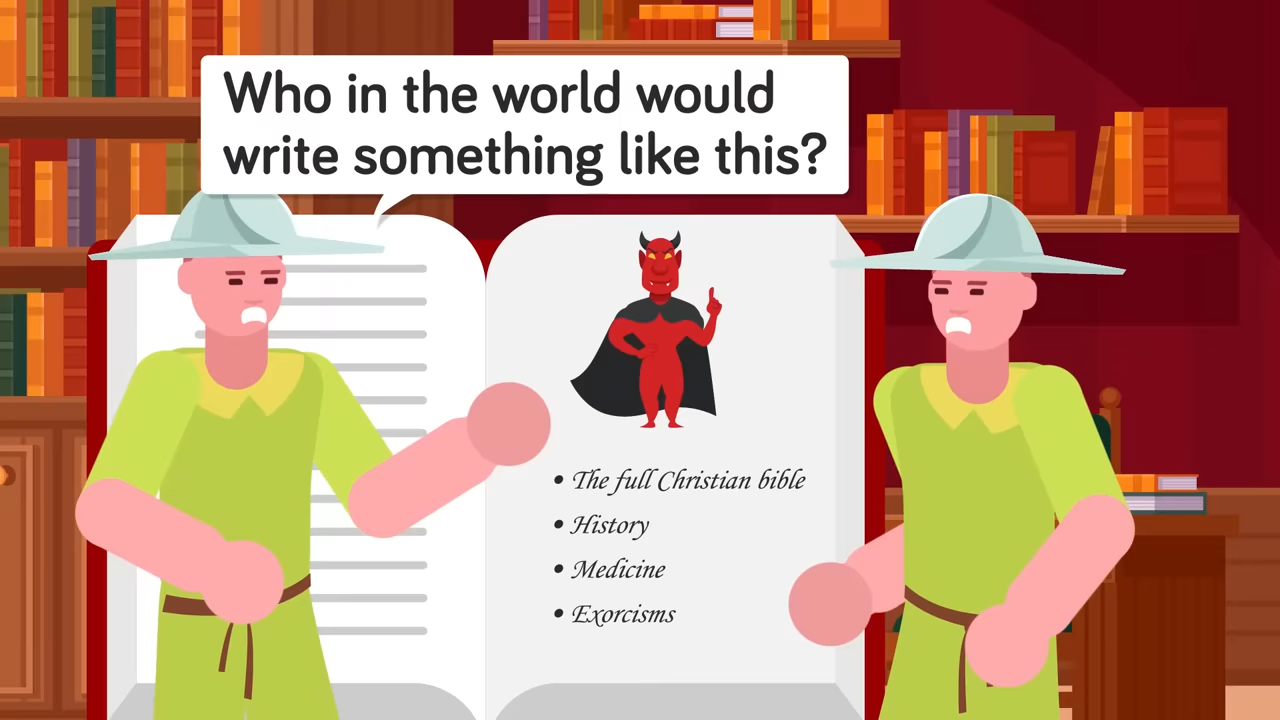 Who in the world would
write something like this?
• The full Christian bible
• History
• Medicine
• Exorcisms